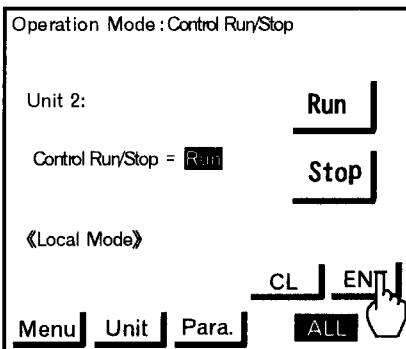 Operation Mode : Control Run/Stop
Unit 2:
Run
Control Run/Stop = Run
Stop
《Local Mode》
CL ENT
Menu Unit Para. ALL